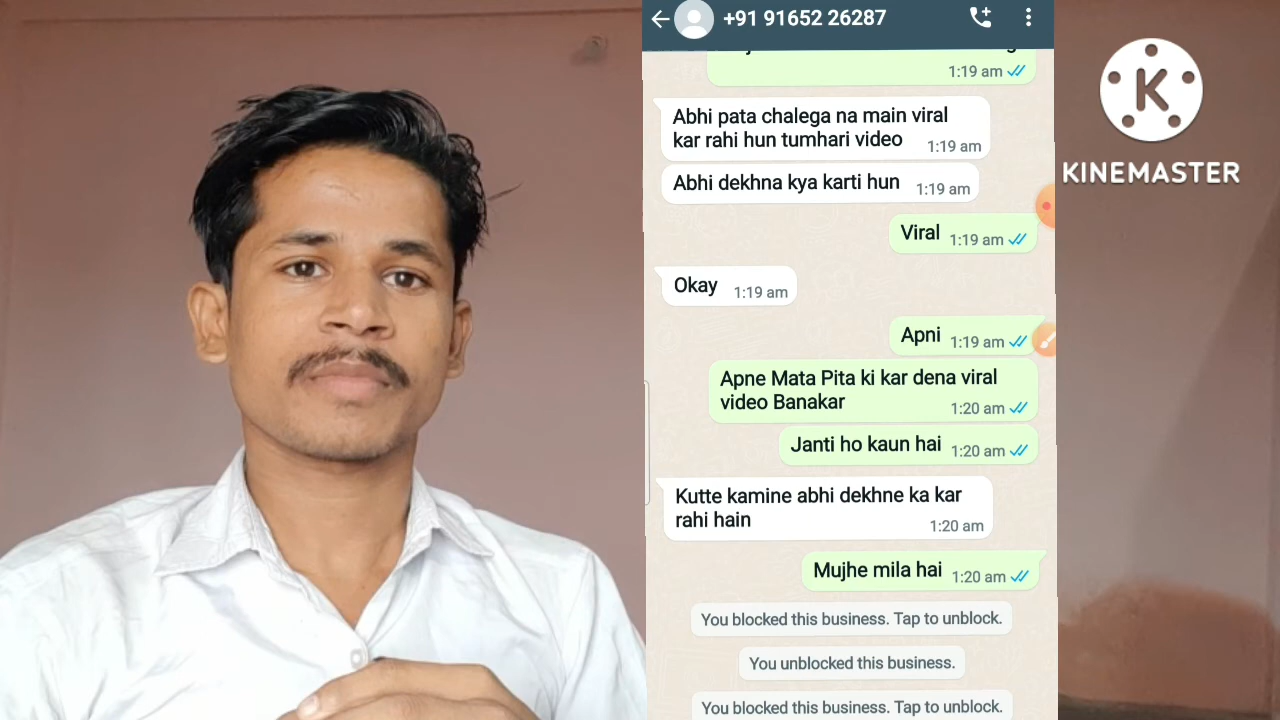 +91 91652 26287
1:19 am
Abhi pata chalega na main viral
kar rahi hun tumhari video 1:19 am
Abhi dekhna kya karti hun 1:19 am
Viral 1:19 am
Okay 1:19 am
Apni 1:19 am
Apne Mata Pita ki kar dena viral
video Banakar 1:20 am
Janti ho kaun hai 1:20 am
Kutte kamine abhi dekhne ka kar
rahi hain 1:20 am
Mujhe mila hai 1:20 am
You blocked this business. Tap to unblock.
You unblocked this business.
You blocked this business. Tap to unblock.
K
KINEMASTER